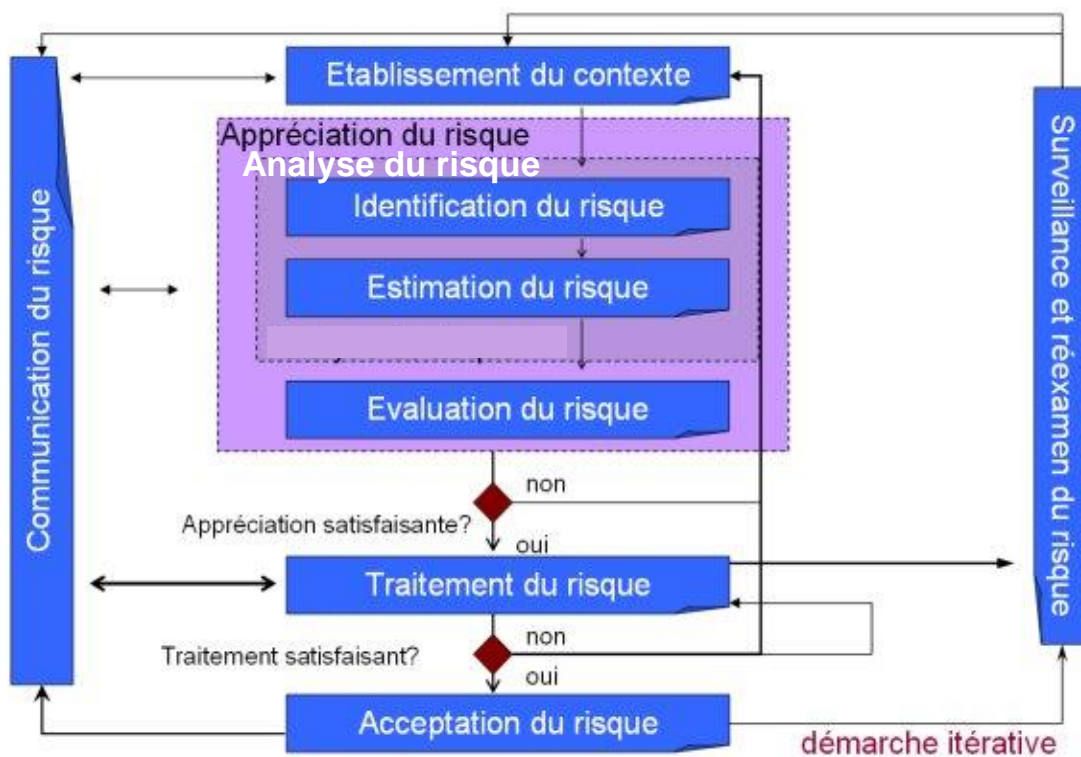 Etablissement du contexte
Appréciation du risque
Analyse du risque
Identification du risque
Estimation du risque
Evaluation du risque
non
Appréciation satisfaisante?
oui
Traitement du risque
non
Traitement satisfaisant?
oui
Acceptation du risque
démarche itérative
Communication du risque
Surveillance et réexamen du risque